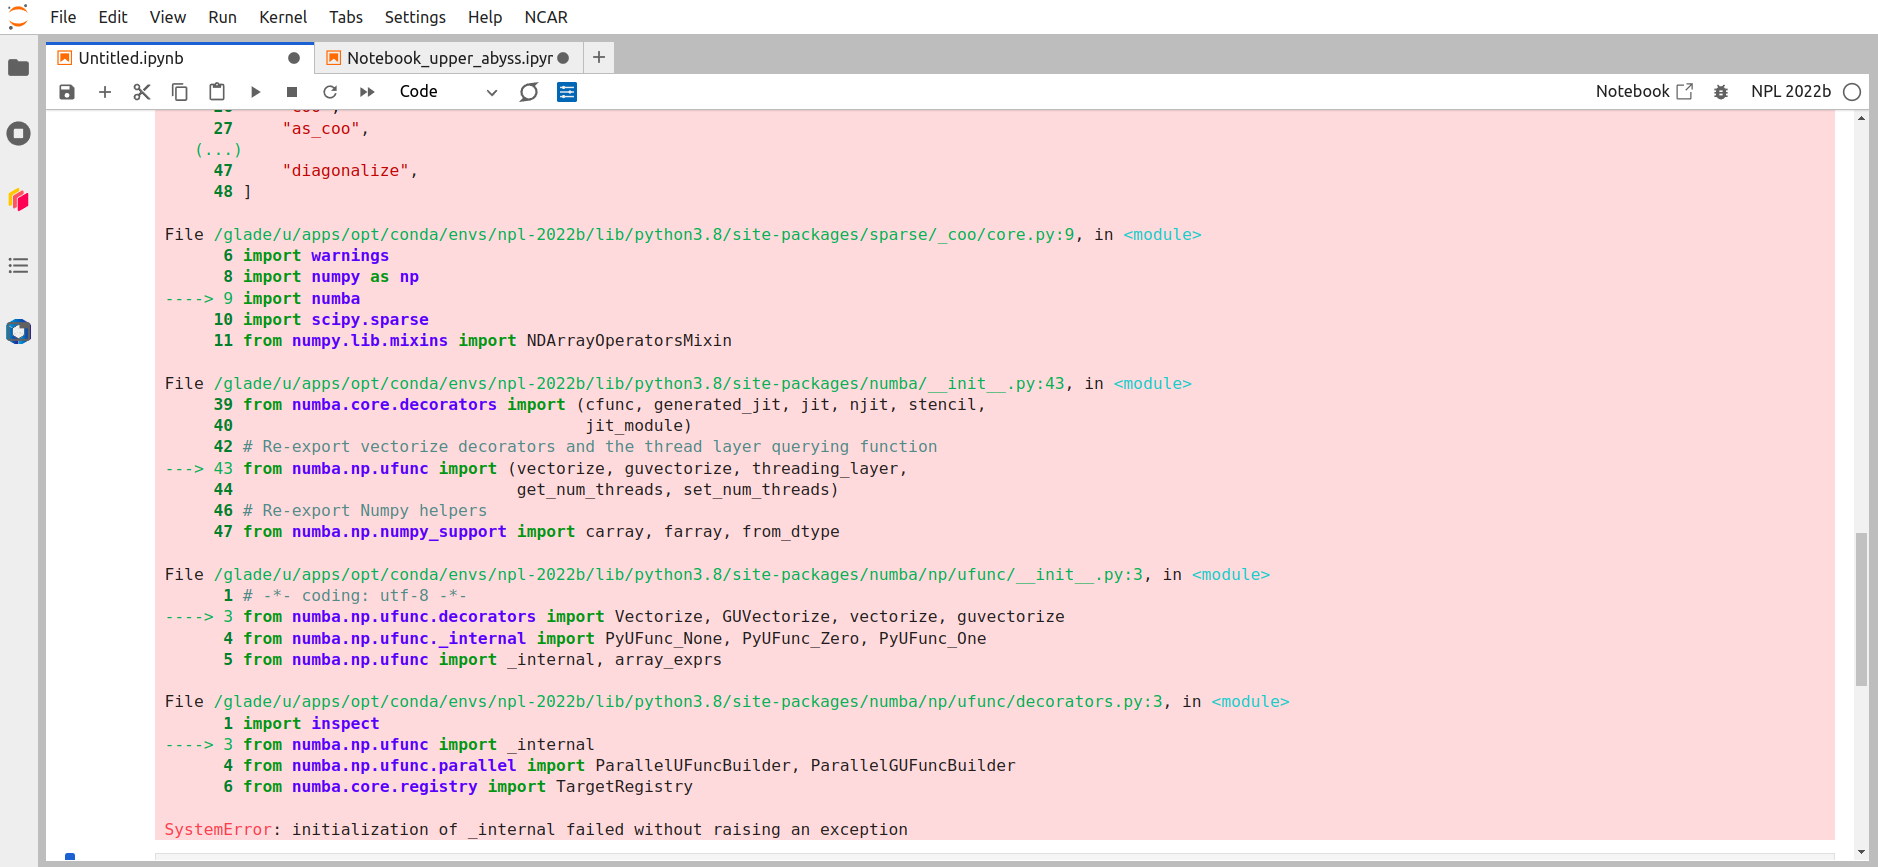 File Edit View Run Kernel Tabs Settings Help NCAR
Untitled.ipynb Notebook_upper_abyss.ipyr
Code Notebook NPL 2022b
27 "as_coo",
(...)
47 "diagonalize",
48 ]
File /glade/u/apps/opt/conda/envs/npl-2022b/lib/python3.8/site-packages/sparse/_coo/core.py:9, in <module>
6 import warnings
8 import numpy as np
----> 9 import numba
10 import scipy.sparse
11 from numpy.lib.mixins import NDArrayOperatorsMixin
File /glade/u/apps/opt/conda/envs/npl-2022b/lib/python3.8/site-packages/numba/__init__.py:43, in <module>
39 from numba.core.decorators import (cfunc, generated_jit, jit, njit, stencil,
40 jit_module)
42 # Re-export vectorize decorators and the thread layer querying function
---> 43 from numba.np.ufunc import (vectorize, guvectorize, threading_layer,
44 get_num_threads, set_num_threads)
46 # Re-export Numpy helpers
47 from numba.np.numpy_support import carray, farray, from_dtype
File /glade/u/apps/opt/conda/envs/npl-2022b/lib/python3.8/site-packages/numba/np/ufunc/__init__.py:3, in <module>
1 # -*- coding: utf-8 -*-
----> 3 from numba.np.ufunc.decorators import Vectorize, GUVectorize, vectorize, guvectorize
4 from numba.np.ufunc._internal import PyUFunc_None, PyUFunc_Zero, PyUFunc_One
5 from numba.np.ufunc import _internal, array_exprs
File /glade/u/apps/opt/conda/envs/npl-2022b/lib/python3.8/site-packages/numba/np/ufunc/decorators.py:3, in <module>
1 import inspect
----> 3 from numba.np.ufunc import _internal
4 from numba.np.ufunc.parallel import ParallelUFuncBuilder, ParallelGUFuncBuilder
6 from numba.core.registry import TargetRegistry
SystemError: initialization of _internal failed without raising an exception